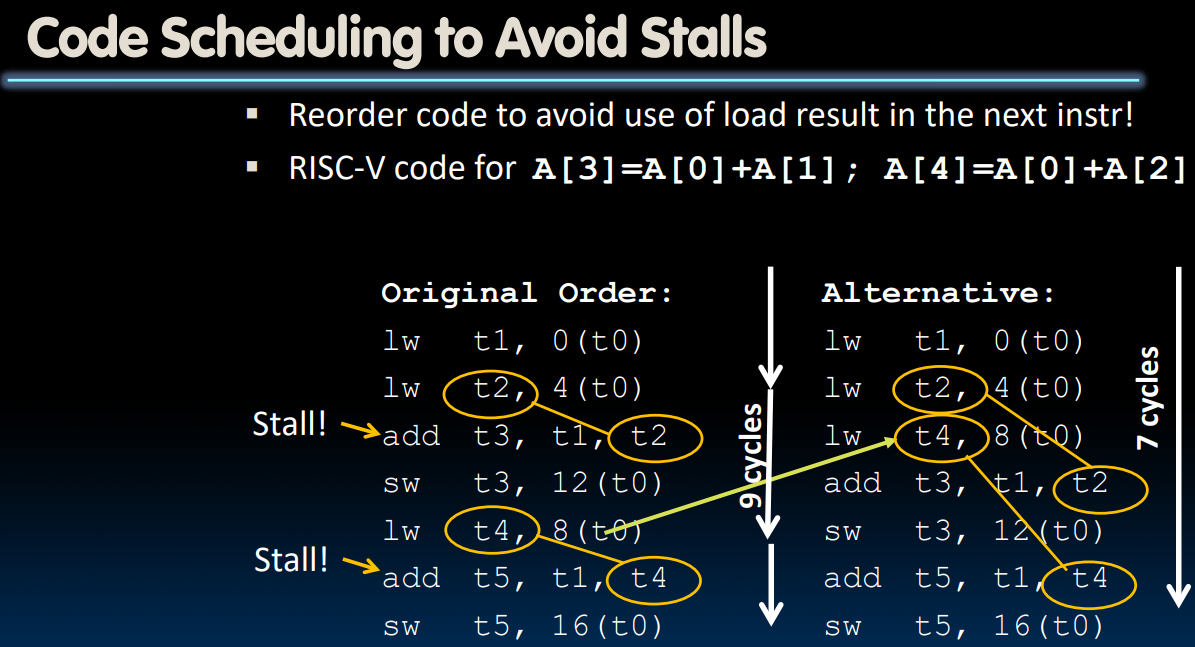 Code Scheduling to Avoid Stalls
▪ Reorder code to avoid use of load result in the next instr!
▪ RISC-V code for A[3]=A[0]+A[1]; A[4]=A[0]+A[2]
Original Order:
lw t1, 0(t0)
lw t2, 4(t0)
Stall!
add t3, t1, t2
sw t3, 12(t0)
lw t4, 8(t0)
Stall!
add t5, t1, t4
sw t5, 16(t0)
9 cycles
Alternative:
lw t1, 0(t0)
lw t2, 4(t0)
lw t4, 8(t0)
add t3, t1, t2
sw t3, 12(t0)
add t5, t1, t4
sw t5, 16(t0)
7 cycles